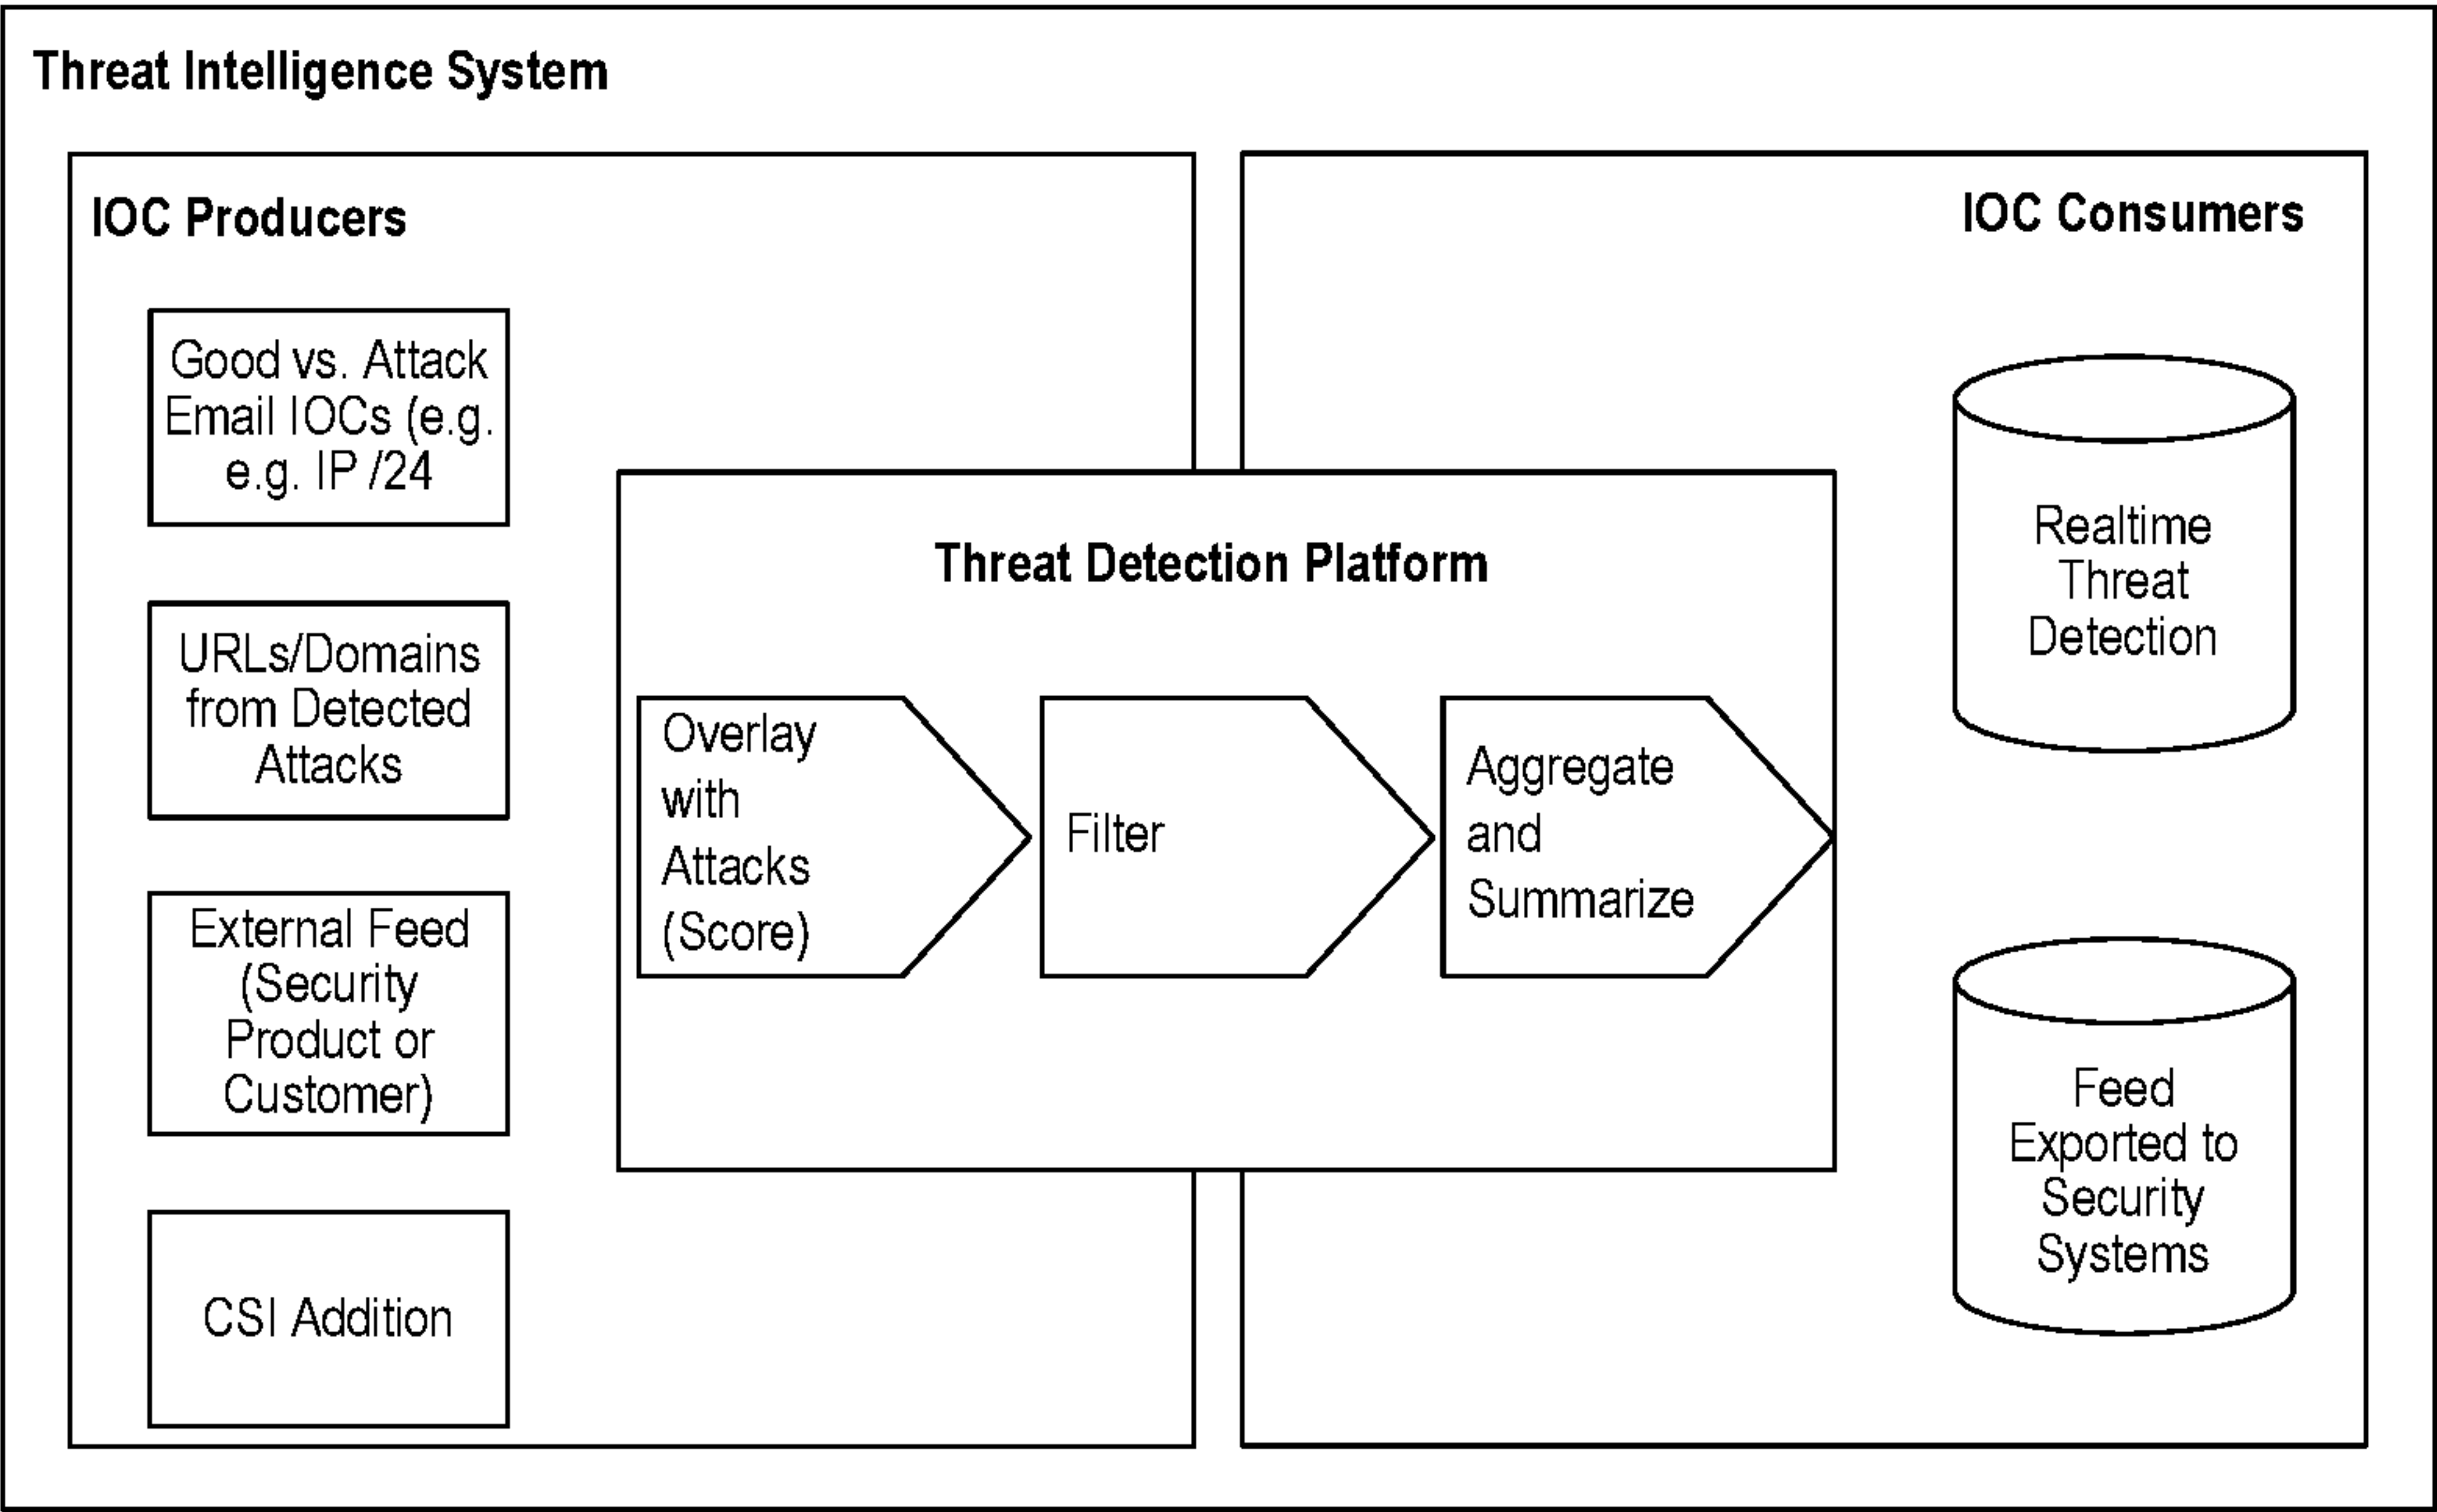 Threat Intelligence System
IOC Producers
Good vs. Attack
Email IOCs (e.g.
e.g. IP /24
URLs/Domains
from Detected
Attacks
External Feed
(Security
Product or
Customer)
CSI Addition
Threat Detection Platform
Overlay
with
Attacks
(Score)
Filter
Aggregate
and
Summarize
IOC Consumers
Realtime
Threat
Detection
Feed
Exported to
Security
Systems